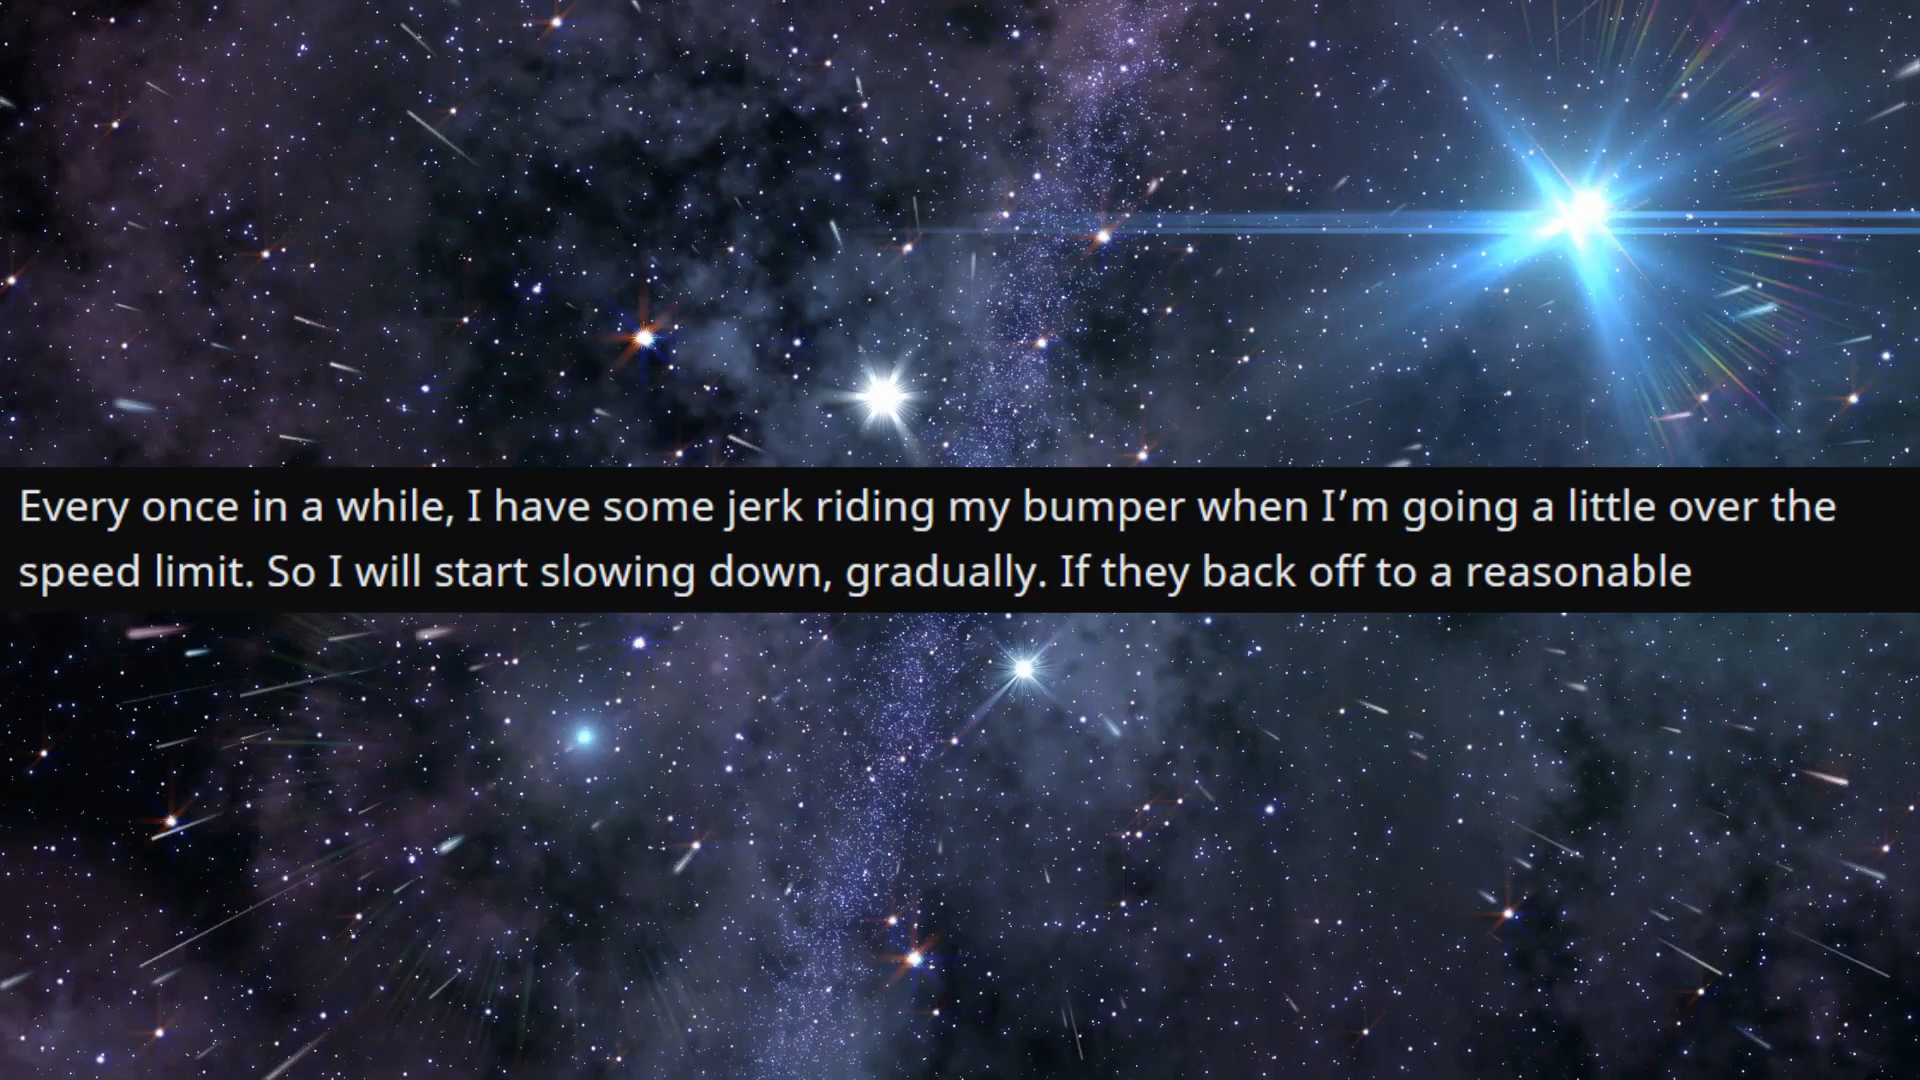 Every once in a while, I have some jerk riding my bumper when I’m going a little over the
speed limit. So I will start slowing down, gradually. If they back off to a reasonable